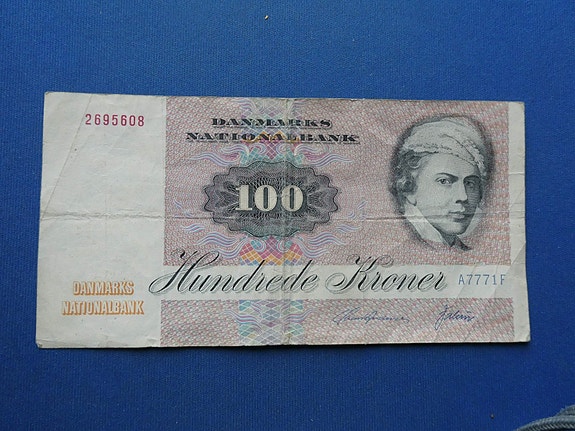 2695608
DANMARKS
NATIONALBANK
100
Hundrede Kroner
A7771F
DANMARKS
NATIONALBANK